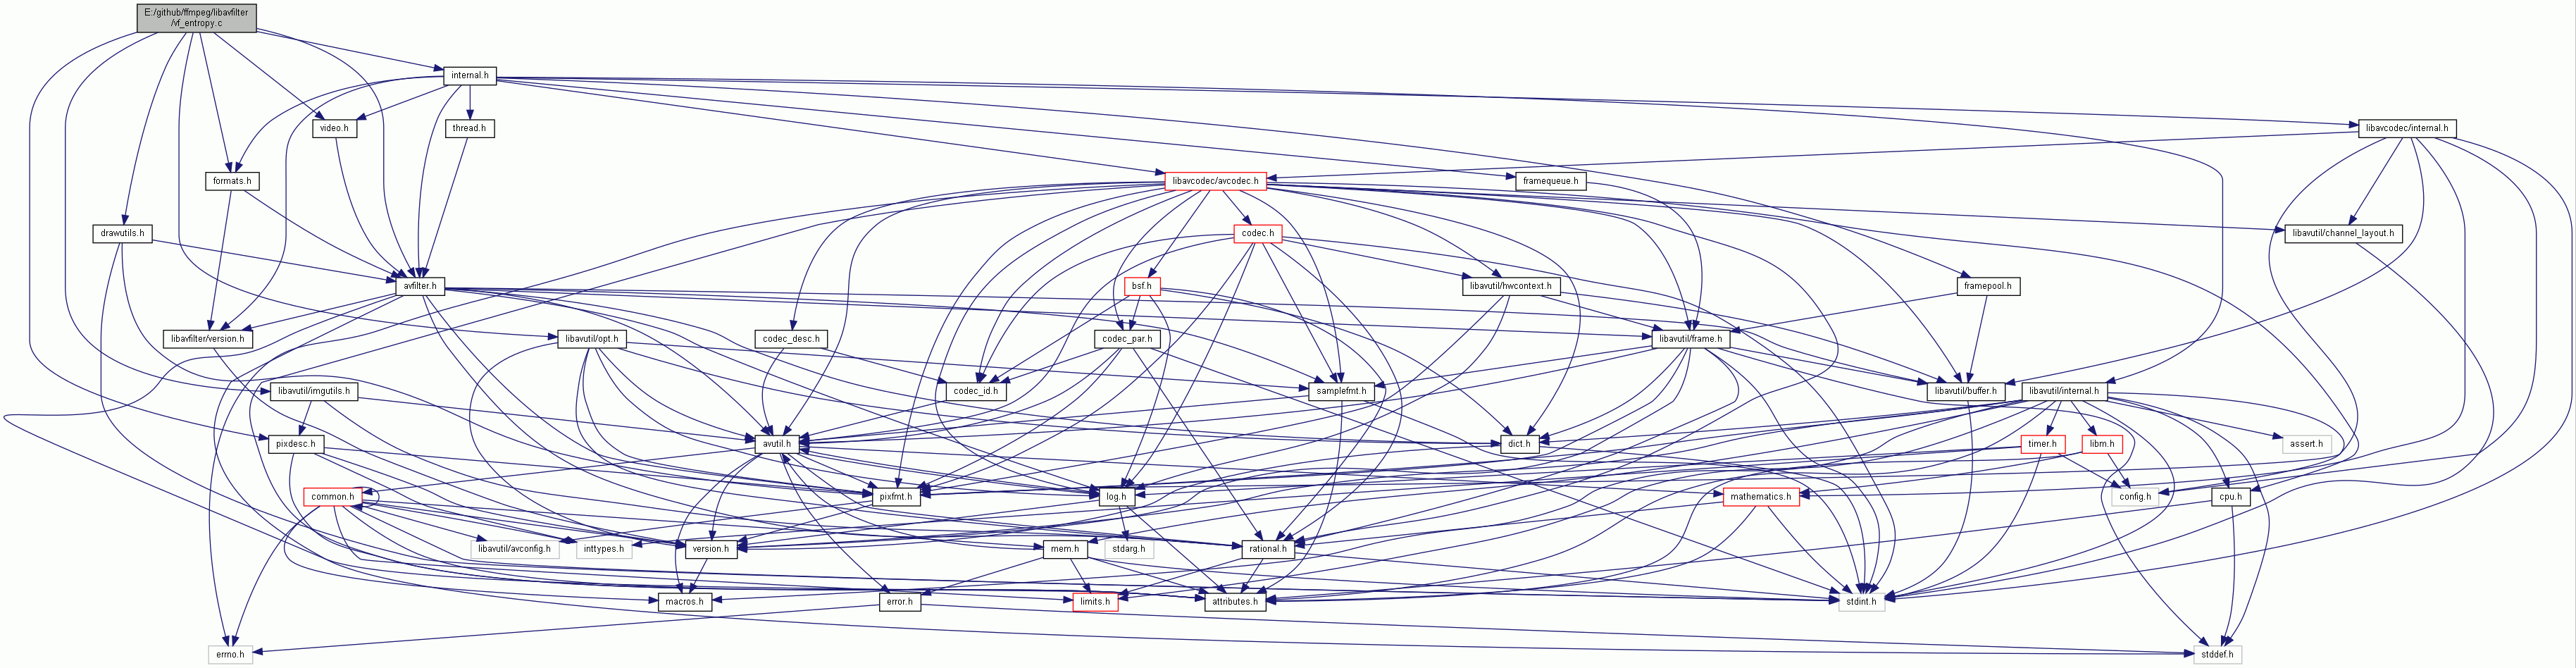 E:/github/ffmpeg/libavfilter
/vf_entropy.c
internal.h
video.h
thread.h
libavcodec/internal.h
formats.h
libavcodec/avcodec.h
framequeue.h
drawutils.h
codec.h
libavutil/channel_layout.h
avfilter.h
bsf.h
libavutil/hwcontext.h
framepool.h
libavfilter/version.h
libavutil/opt.h
codec_desc.h
codec_par.h
libavutil/frame.h
libavutil/imgutils.h
codec_id.h
samplefmt.h
libavutil/buffer.h
libavutil/internal.h
pixdesc.h
avutil.h
dict.h
timer.h
libm.h
assert.h
common.h
pixfmt.h
log.h
mathematics.h
config.h
cpu.h
libavutil/avconfig.h
inttypes.h
version.h
mem.h
stdarg.h
rational.h
macros.h
error.h
limits.h
attributes.h
stdint.h
errno.h
stddef.h